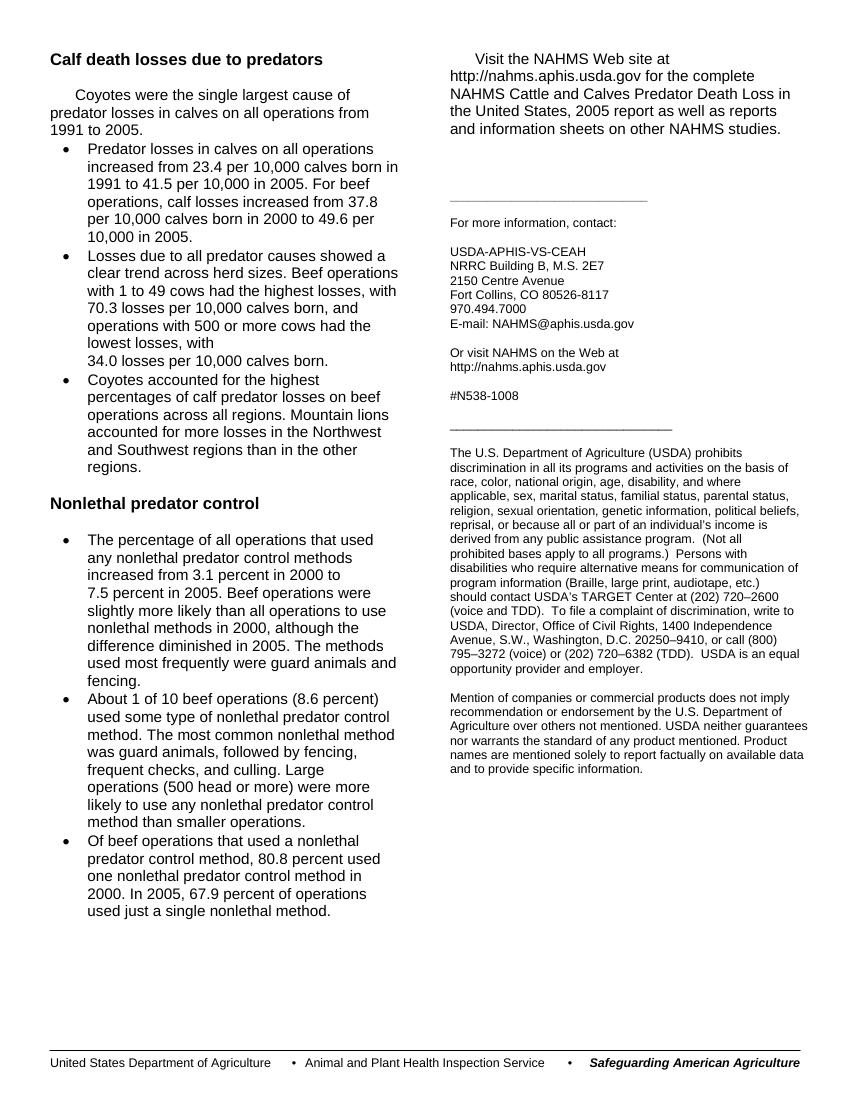 Calf death losses due to predators
Coyotes were the single largest cause of
predator losses in calves on all operations from
1991 to 2005.
• Predator losses in calves on all operations
increased from 23.4 per 10,000 calves born in
1991 to 41.5 per 10,000 in 2005. For beef
operations, calf losses increased from 37.8
per 10,000 calves born in 2000 to 49.6 per
10,000 in 2005.
• Losses due to all predator causes showed a
clear trend across herd sizes. Beef operations
with 1 to 49 cows had the highest losses, with
70.3 losses per 10,000 calves born, and
operations with 500 or more cows had the
lowest losses, with
34.0 losses per 10,000 calves born.
• Coyotes accounted for the highest
percentages of calf predator losses on beef
operations across all regions. Mountain lions
accounted for more losses in the Northwest
and Southwest regions than in the other
regions.
Nonlethal predator control
• The percentage of all operations that used
any nonlethal predator control methods
increased from 3.1 percent in 2000 to
7.5 percent in 2005. Beef operations were
slightly more likely than all operations to use
nonlethal methods in 2000, although the
difference diminished in 2005. The methods
used most frequently were guard animals and
fencing.
• About 1 of 10 beef operations (8.6 percent)
used some type of nonlethal predator control
method. The most common nonlethal method
was guard animals, followed by fencing,
frequent checks, and culling. Large
operations (500 head or more) were more
likely to use any nonlethal predator control
method than smaller operations.
• Of beef operations that used a nonlethal
predator control method, 80.8 percent used
one nonlethal predator control method in
2000. In 2005, 67.9 percent of operations
used just a single nonlethal method.
Visit the NAHMS Web site at
http://nahms.aphis.usda.gov for the complete
NAHMS Cattle and Calves Predator Death Loss in
the United States, 2005 report as well as reports
and information sheets on other NAHMS studies.
For more information, contact:
USDA-APHIS-VS-CEAH
NRRC Building B, M.S. 2E7
2150 Centre Avenue
Fort Collins, CO 80526-8117
970.494.7000
E-mail: NAHMS@aphis.usda.gov
Or visit NAHMS on the Web at
http://nahms.aphis.usda.gov
#N538-1008
The U.S. Department of Agriculture (USDA) prohibits
discrimination in all its programs and activities on the basis of
race, color, national origin, age, disability, and where
applicable, sex, marital status, familial status, parental status,
religion, sexual orientation, genetic information, political beliefs,
reprisal, or because all or part of an individual's income is
derived from any public assistance program. (Not all
prohibited bases apply to all programs.) Persons with
disabilities who require alternative means for communication of
program information (Braille, large print, audiotape, etc.)
should contact USDA's TARGET Center at (202) 720–2600
(voice and TDD). To file a complaint of discrimination, write to
USDA, Director, Office of Civil Rights, 1400 Independence
Avenue, S.W., Washington, D.C. 20250–9410, or call (800)
795–3272 (voice) or (202) 720–6382 (TDD). USDA is an equal
opportunity provider and employer.
Mention of companies or commercial products does not imply
recommendation or endorsement by the U.S. Department of
Agriculture over others not mentioned. USDA neither guarantees
nor warrants the standard of any product mentioned. Product
names are mentioned solely to report factually on available data
and to provide specific information.
United States Department of Agriculture • Animal and Plant Health Inspection Service • Safeguarding American Agriculture